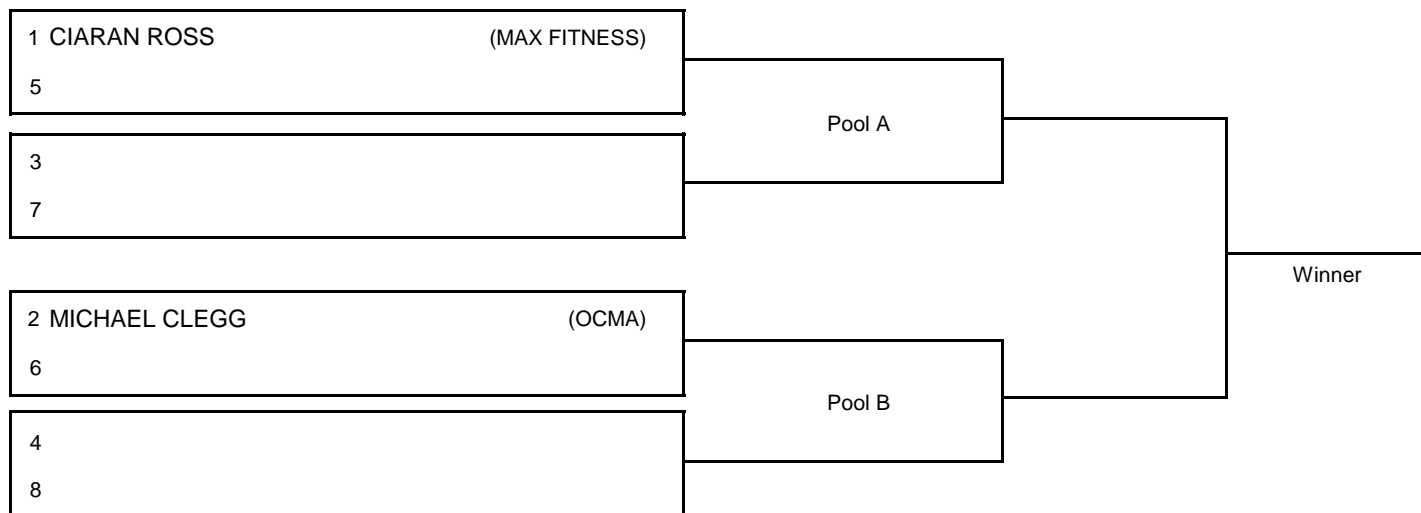 1 CIARAN ROSS (MAX FITNESS)
5
Pool A
3
7
Winner
2 MICHAEL CLEGG (OCMA)
6
Pool B
4
8